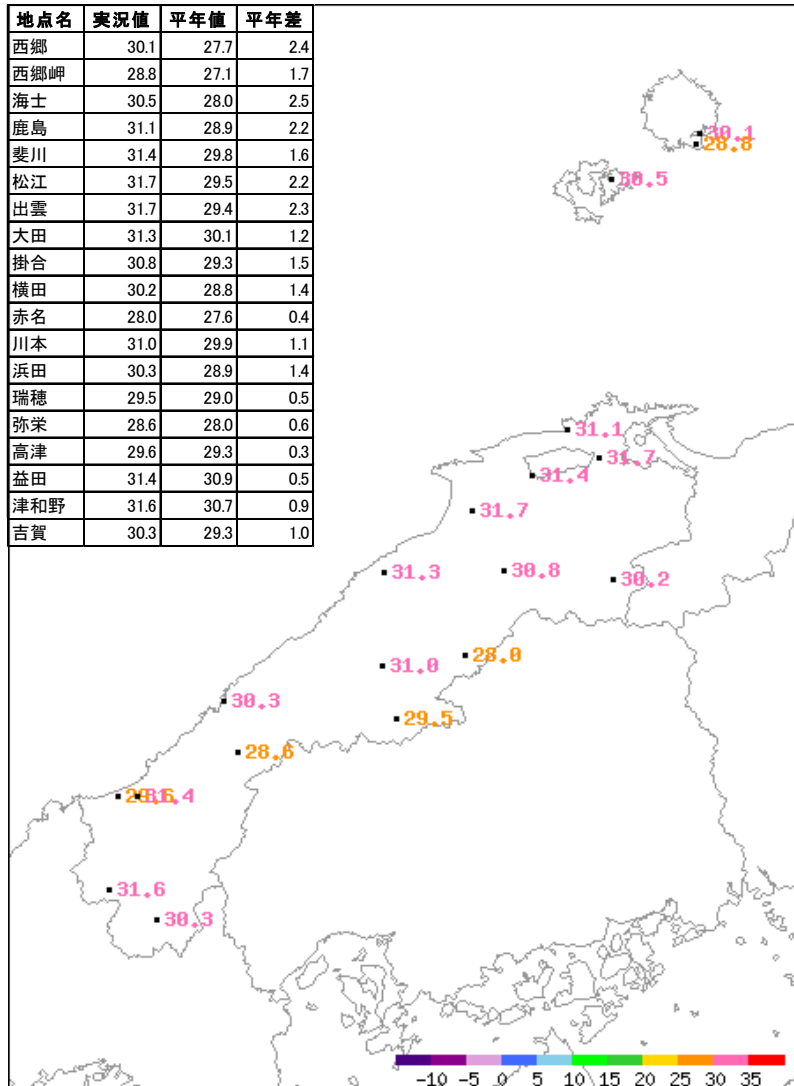 地点名 実況値 平年値 平年差
西郷 30.1 27.7 2.4
西郷岬 28.8 27.1 1.7
海士 30.5 28.0 2.5
鹿島 31.1 28.9 2.2
斐川 31.4 29.8 1.6
松江 31.7 29.5 2.2
出雲 31.7 29.4 2.3
大田 31.3 30.1 1.2
掛合 30.8 29.3 1.5
横田 30.2 28.8 1.4
赤名 28.0 27.6 0.4
川本 31.0 29.9 1.1
浜田 30.3 28.9 1.4
瑞穂 29.5 29.0 0.5
弥栄 28.6 28.0 0.6
高津 29.6 29.3 0.3
益田 31.4 30.9 0.5
津和野 31.6 30.7 0.9
吉賀 30.3 29.3 1.0
30.1
28.8
30.5
31.1
31.7
31.4
31.7
31.3
30.8
30.2
28.0
31.0
30.3
29.5
28.6
29.6
31.4
31.6
30.3
-10 -5 0 5 10 15 20 25 30 35